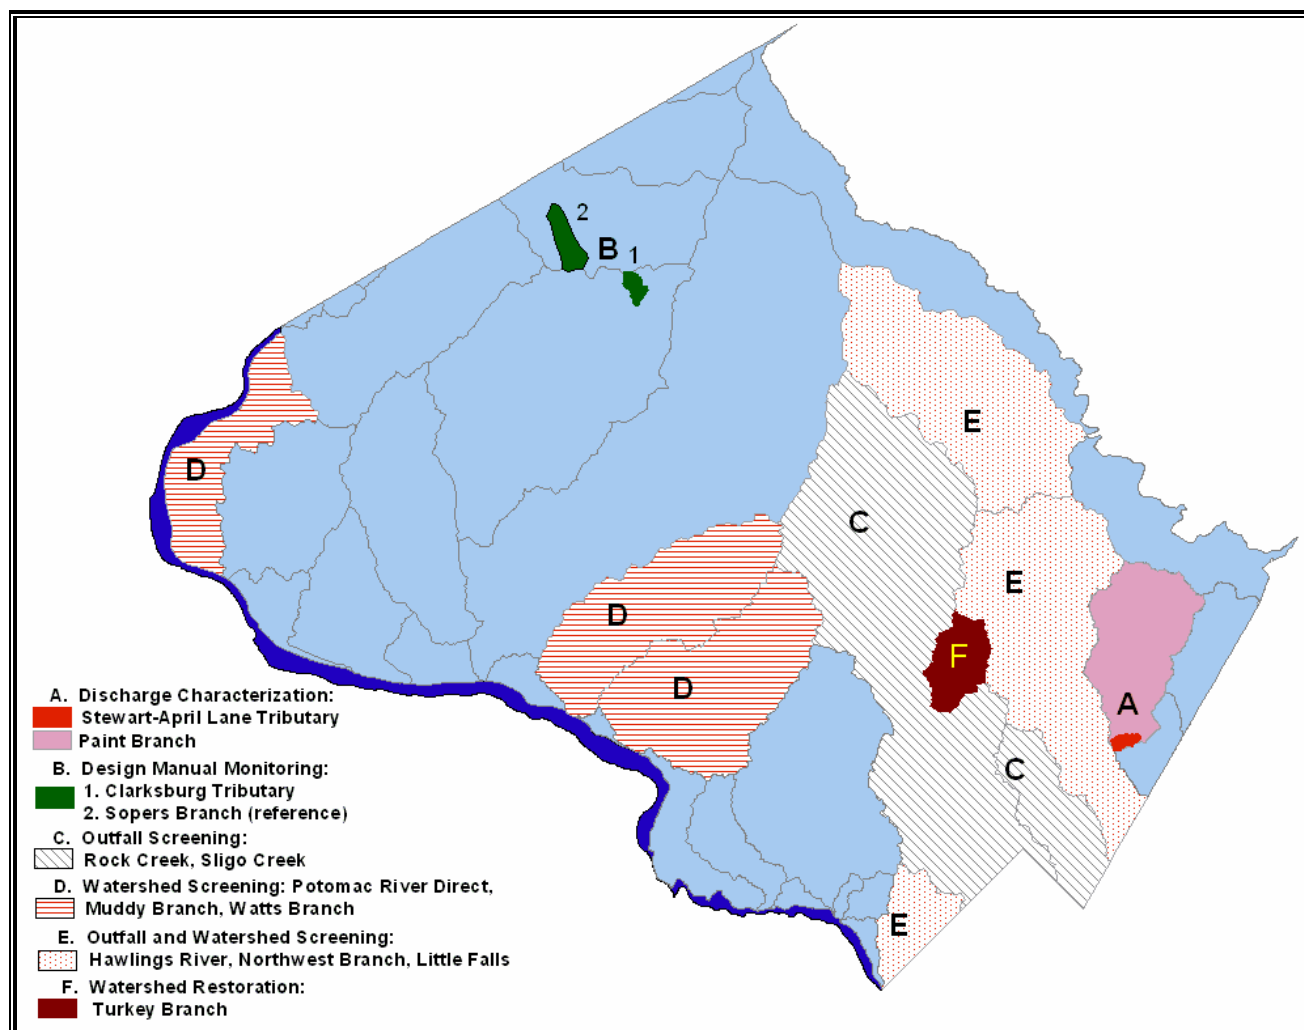 2
B
1
E
D
C
E
D
F
D
A
C
E
A. Discharge Characterization:
Stewart-April Lane Tributary
Paint Branch
B. Design Manual Monitoring:
1. Clarksburg Tributary
2. Sopers Branch (reference)
C. Outfall Screening:
Rock Creek, Sligo Creek
D. Watershed Screening: Potomac River Direct,
Muddy Branch, Watts Branch
E. Outfall and Watershed Screening:
Hawlings River, Northwest Branch, Little Falls
F. Watershed Restoration:
Turkey Branch